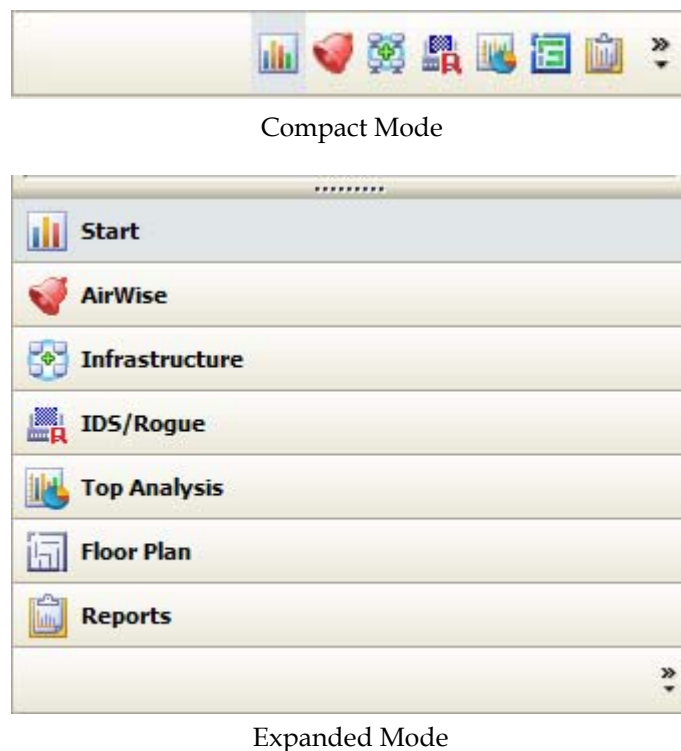 Compact Mode
Start
AirWise
Infrastructure
IDS/Rogue
Top Analysis
Floor Plan
Reports
Expanded Mode